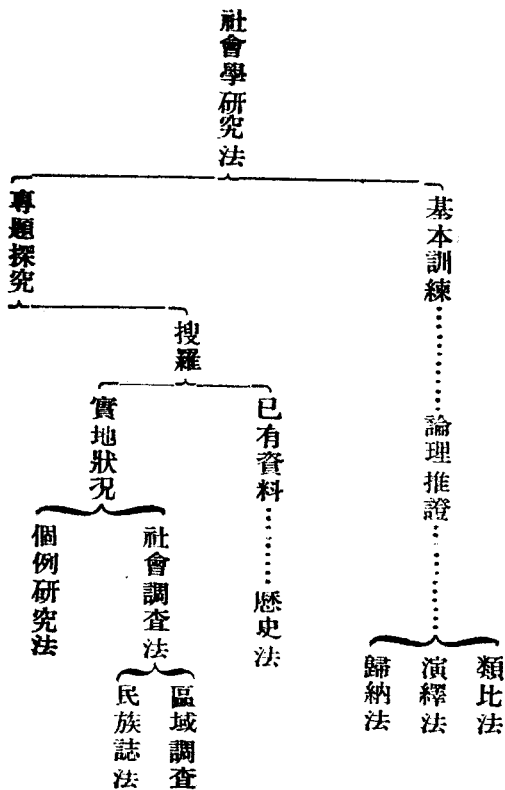 社會學研究法
基本訓練
論理推證
類比法
演繹法
歸納法
專題探究
搜羅
已有資料
歷史法
實地狀況
社會調查法
區域調查
民族誌法
個例研究法